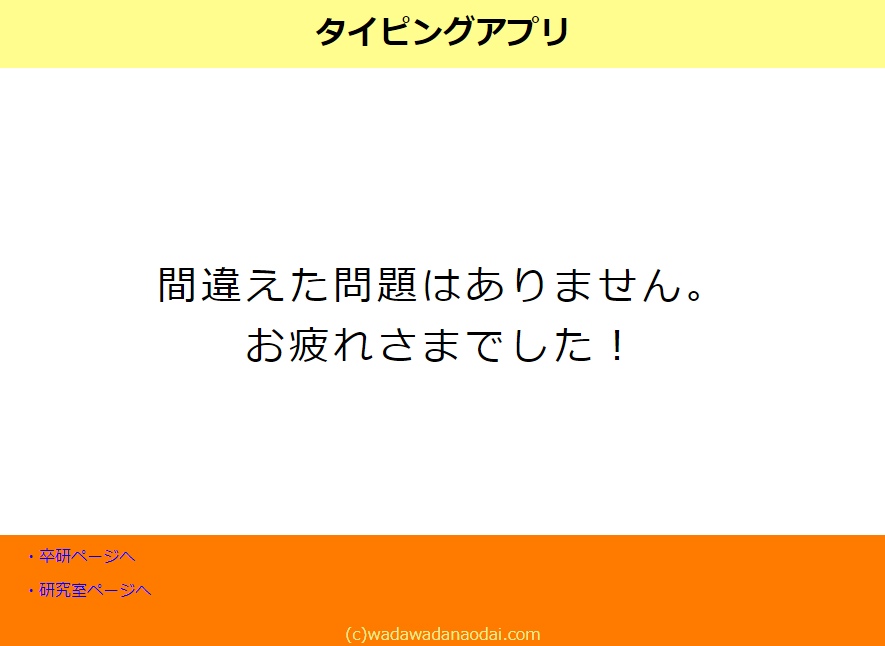 タイピングアプリ
間違えた問題はありません。
お疲れさまでした！
・卒研ページへ
・研究室ページへ
(c)wadawadanaodai.com